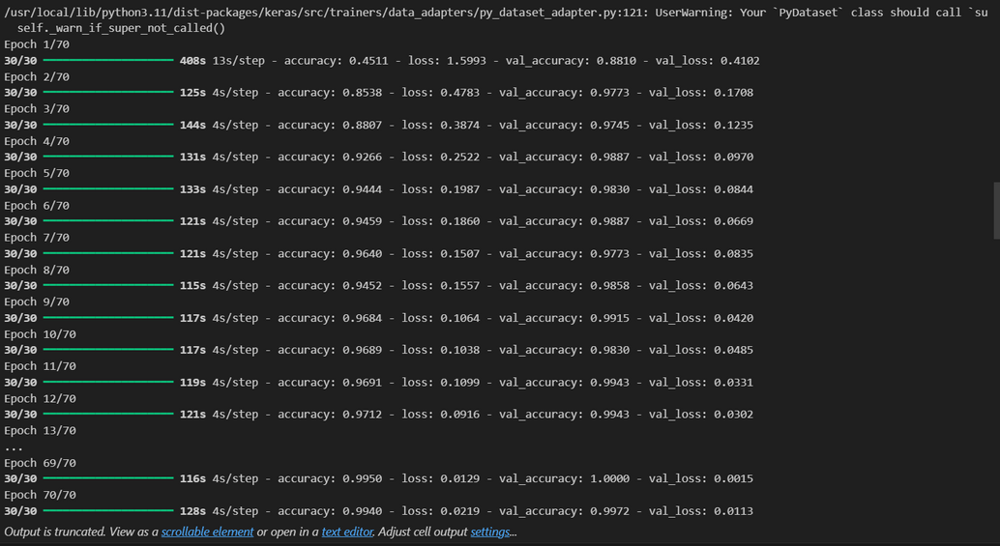 /usr/local/lib/python3.11/dist-packages/keras/src/trainers/data_adapters/py_dataset_adapter.py:121: UserWarning: Your `PyDataset` class should call `su
self._warn_if_super_not_called()
Epoch 1/70
30/30 ━━━━━━━━━━━━━━━━━━━━ 408s 13s/step - accuracy: 0.4511 - loss: 1.5993 - val_accuracy: 0.8810 - val_loss: 0.4102
Epoch 2/70
30/30 ━━━━━━━━━━━━━━━━━━━━ 125s 4s/step - accuracy: 0.8538 - loss: 0.4783 - val_accuracy: 0.9773 - val_loss: 0.1708
Epoch 3/70
30/30 ━━━━━━━━━━━━━━━━━━━━ 144s 4s/step - accuracy: 0.8807 - loss: 0.3874 - val_accuracy: 0.9745 - val_loss: 0.1235
Epoch 4/70
30/30 ━━━━━━━━━━━━━━━━━━━━ 131s 4s/step - accuracy: 0.9266 - loss: 0.2522 - val_accuracy: 0.9887 - val_loss: 0.0970
Epoch 5/70
30/30 ━━━━━━━━━━━━━━━━━━━━ 133s 4s/step - accuracy: 0.9444 - loss: 0.1987 - val_accuracy: 0.9830 - val_loss: 0.0844
Epoch 6/70
30/30 ━━━━━━━━━━━━━━━━━━━━ 121s 4s/step - accuracy: 0.9459 - loss: 0.1860 - val_accuracy: 0.9887 - val_loss: 0.0669
Epoch 7/70
30/30 ━━━━━━━━━━━━━━━━━━━━ 121s 4s/step - accuracy: 0.9640 - loss: 0.1507 - val_accuracy: 0.9773 - val_loss: 0.0835
Epoch 8/70
30/30 ━━━━━━━━━━━━━━━━━━━━ 115s 4s/step - accuracy: 0.9452 - loss: 0.1557 - val_accuracy: 0.9858 - val_loss: 0.0643
Epoch 9/70
30/30 ━━━━━━━━━━━━━━━━━━━━ 117s 4s/step - accuracy: 0.9684 - loss: 0.1064 - val_accuracy: 0.9915 - val_loss: 0.0420
Epoch 10/70
30/30 ━━━━━━━━━━━━━━━━━━━━ 117s 4s/step - accuracy: 0.9689 - loss: 0.1038 - val_accuracy: 0.9830 - val_loss: 0.0485
Epoch 11/70
30/30 ━━━━━━━━━━━━━━━━━━━━ 119s 4s/step - accuracy: 0.9691 - loss: 0.1099 - val_accuracy: 0.9943 - val_loss: 0.0331
Epoch 12/70
30/30 ━━━━━━━━━━━━━━━━━━━━ 121s 4s/step - accuracy: 0.9712 - loss: 0.0916 - val_accuracy: 0.9943 - val_loss: 0.0302
Epoch 13/70
...
Epoch 69/70
30/30 ━━━━━━━━━━━━━━━━━━━━ 116s 4s/step - accuracy: 0.9950 - loss: 0.0129 - val_accuracy: 1.0000 - val_loss: 0.0015
Epoch 70/70
30/30 ━━━━━━━━━━━━━━━━━━━━ 128s 4s/step - accuracy: 0.9940 - loss: 0.0219 - val_accuracy: 0.9972 - val_loss: 0.0113
Output is truncated. View as a scrollable element or open in a text editor. Adjust cell output settings...